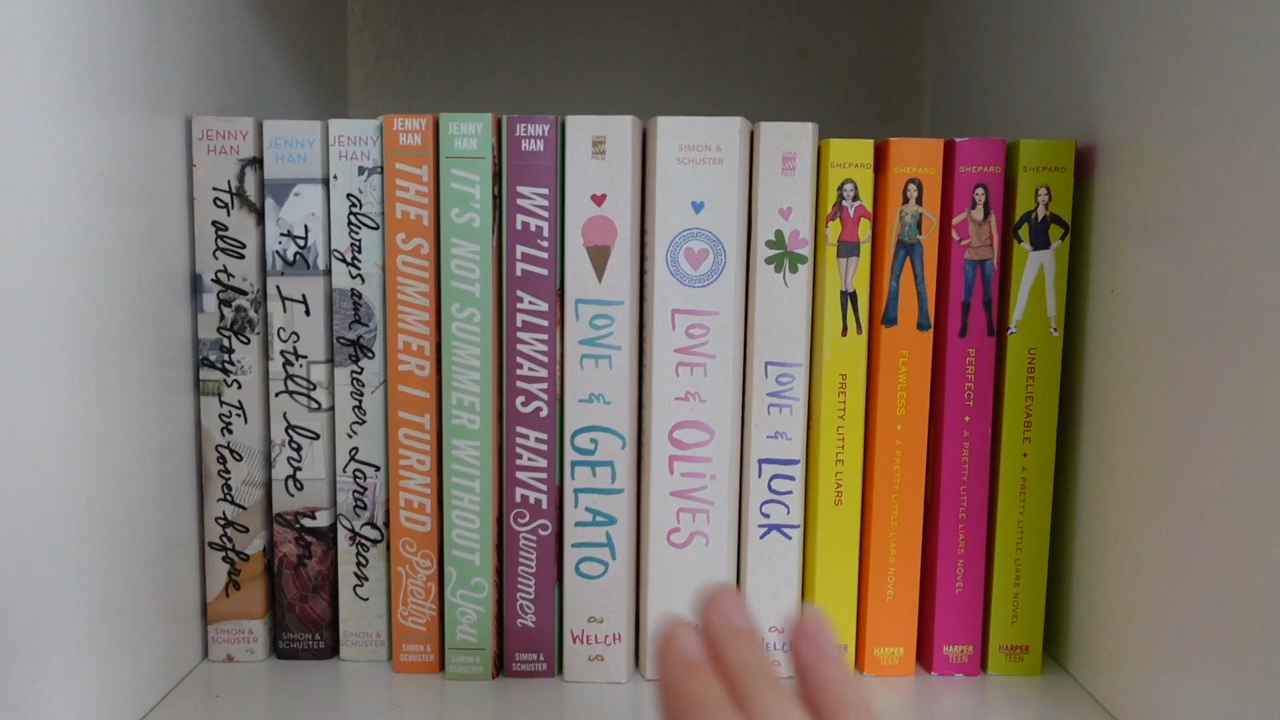 JENNY
HAN
to all the boys I've loved before
SIMON &
SCHUSTER
JENNY
HAN
P.S. I still love you
SIMON &
SCHUSTER
JENNY
HAN
always and forever, Lara Jean
SIMON &
SCHUSTER
JENNY
HAN
THE SUMMER I TURNED Pretty
SIMON &
SCHUSTER
JENNY
HAN
IT'S NOT SUMMER WITHOUT You
SIMON &
SCHUSTER
JENNY
HAN
WE'LL ALWAYS HAVE Summer
SIMON &
SCHUSTER
SIMON
PULSE
LOVE & GELATO
WELCH
SIMON &
SCHUSTER
LOVE & OLIVES
LOVE & LUCK
SHEPARD
PRETTY LITTLE LIARS
SHEPARD
FLAWLESS A PRETTY LITTLE LIARS NOVEL
HARPER
TEEN
SHEPARD
PERFECT A PRETTY LITTLE LIARS NOVEL
HARPER
TEEN
SHEPARD
UNBELIEVABLE A PRETTY LITTLE LIARS NOVEL
HARPER
TEEN